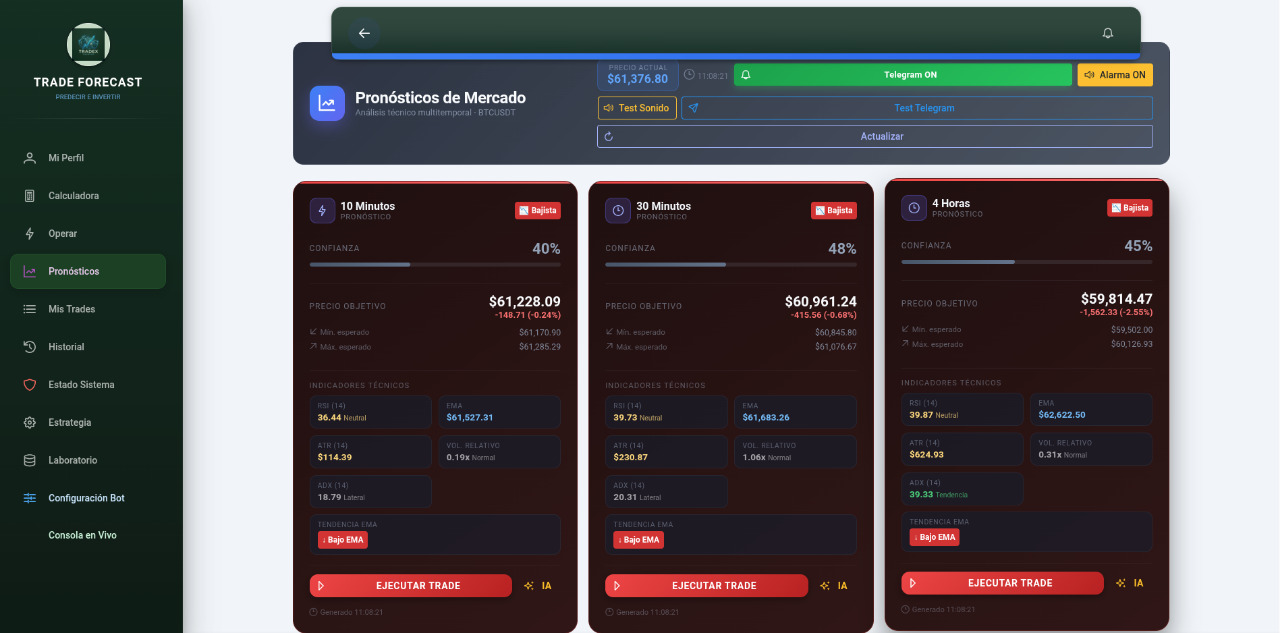 TRADEX
TRADE FORECAST
PREDECIR E INVERTIR
Mi Perfil
Calculadora
Operar
Pronósticos
Mis Trades
Historial
Estado Sistema
Estrategia
Laboratorio
Configuración Bot
Consola en Vivo
Pronósticos de Mercado
Análisis técnico multitemporal · BTCUSDT
PRECIO ACTUAL
$61,376.80
11:08:21
Telegram ON
Alarma ON
Test Sonido
Test Telegram
Actualizar
10 Minutos
PRONÓSTICO
Bajista
CONFIANZA
40%
PRECIO OBJETIVO
$61,228.09
-148.71 (-0.24%)
Mín. esperado
$61,170.90
Máx. esperado
$61,285.29
INDICADORES TÉCNICOS
RSI (14)
36.44 Neutral
EMA
$61,527.31
ATR (14)
$114.39
VOL. RELATIVO
0.19x Normal
ADX (14)
18.79 Lateral
TENDENCIA EMA
↓ Bajo EMA
EJECUTAR TRADE
IA
Generado 11:08:21
30 Minutos
PRONÓSTICO
Bajista
CONFIANZA
48%
PRECIO OBJETIVO
$60,961.24
-415.56 (-0.68%)
Mín. esperado
$60,845.80
Máx. esperado
$61,076.67
INDICADORES TÉCNICOS
RSI (14)
39.73 Neutral
EMA
$61,683.26
ATR (14)
$230.87
VOL. RELATIVO
1.06x Normal
ADX (14)
20.31 Lateral
TENDENCIA EMA
↓ Bajo EMA
EJECUTAR TRADE
IA
Generado 11:08:21
4 Horas
PRONÓSTICO
Bajista
CONFIANZA
45%
PRECIO OBJETIVO
$59,814.47
-1,562.33 (-2.55%)
Mín. esperado
$59,502.00
Máx. esperado
$60,126.93
INDICADORES TÉCNICOS
RSI (14)
39.87 Neutral
EMA
$62,622.50
ATR (14)
$624.93
VOL. RELATIVO
0.31x Normal
ADX (14)
39.33 Tendencia
TENDENCIA EMA
↓ Bajo EMA
EJECUTAR TRADE
IA
Generado 11:08:21